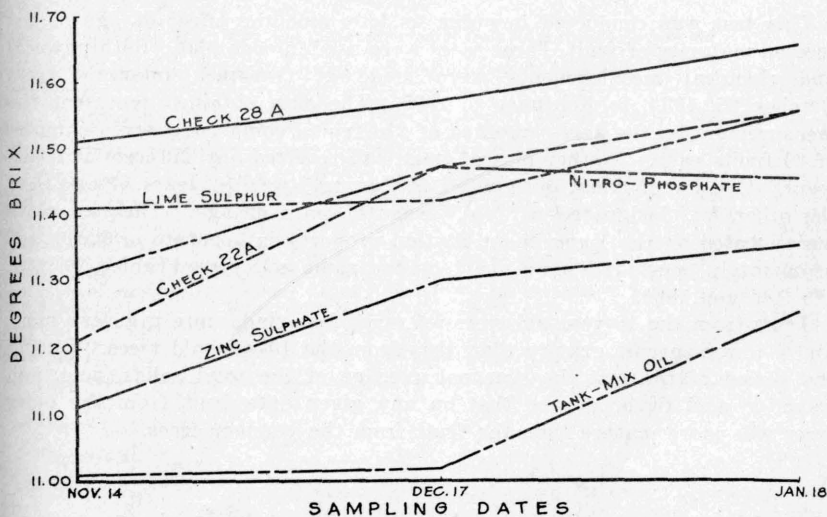 11.70
11.60
11.50
11.40
11.30
11.20
11.10
11.00
DEGREES BRIX
CHECK 28 A
LIME SULPHUR
NITRO-PHOSPHATE
CHECK 22A
ZINC SULPHATE
TANK-MIX OIL
NOV. 14
DEC. 17
JAN. 18
SAMPLING DATES